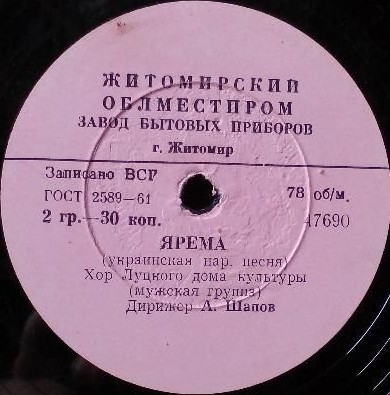 ЖИТОМИРСКИЙ
ОБЛМЕСТПРОМ
ЗАВОД БЫТОВЫХ ПРИБОРОВ
г. Житомир
Записано ВСГ
ГОСТ 2589–61 78 об/м.
2 гр.—30 коп. 47690
ЯРЕМА
(украинская нар. песня)
Хор Луцкого дома культуры
(мужская группа)
Дирижер А. Шапов